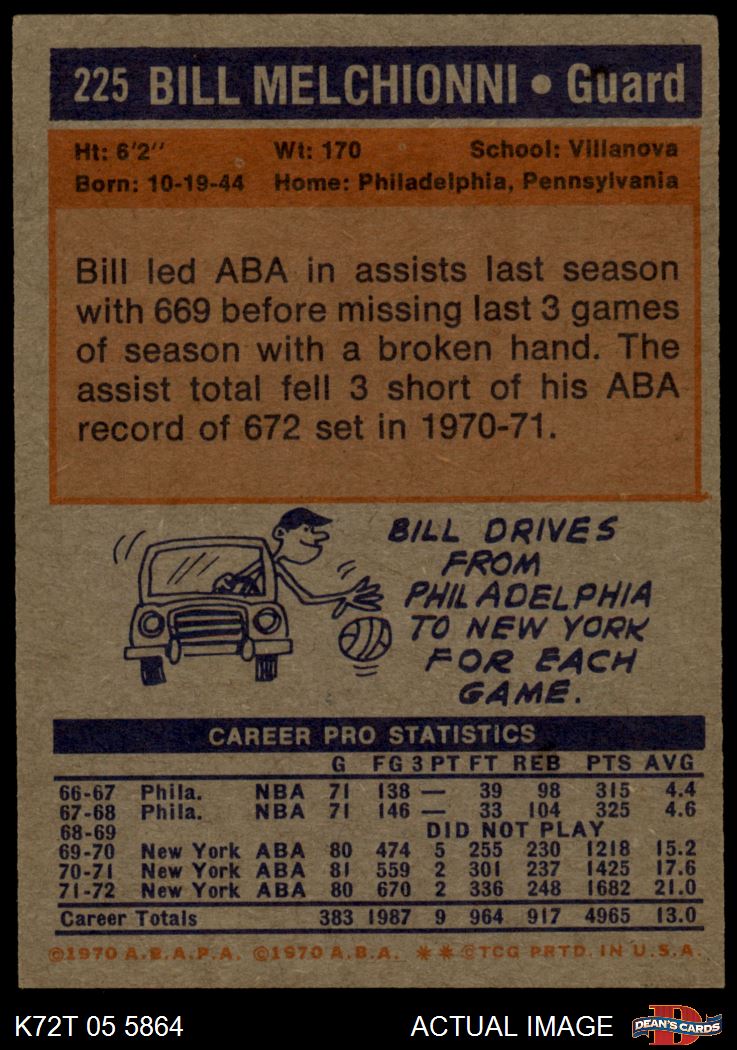 225 BILL MELCHIONNI • Guard
Ht: 6'2" Wt: 170 School: Villanova
Born: 10-19-44 Home: Philadelphia, Pennsylvania
Bill led ABA in assists last season
with 669 before missing last 3 games
of season with a broken hand. The
assist total fell 3 short of his ABA
record of 672 set in 1970-71.
BILL DRIVES
FROM
PHILADELPHIA
TO NEW YORK
FOR EACH
GAME.
CAREER PRO STATISTICS
G FG 3 PT FT REB PTS AVG
66-67 Phila. NBA 71 138 — 39 98 315 4.4
67-68 Phila. NBA 71 146 — 33 104 325 4.6
68-69 DID NOT PLAY
69-70 New York ABA 80 474 5 255 230 1218 15.2
70-71 New York ABA 81 559 2 301 237 1425 17.6
71-72 New York ABA 80 670 2 336 248 1682 21.0
Career Totals 383 1987 9 964 917 4965 13.0
©1970 A.B.A.P.A. ©1970 A.B.A. ** ©TCG PRTD. IN U.S.A.
K72T 05 5864 ACTUAL IMAGE DEAN'S CARDS